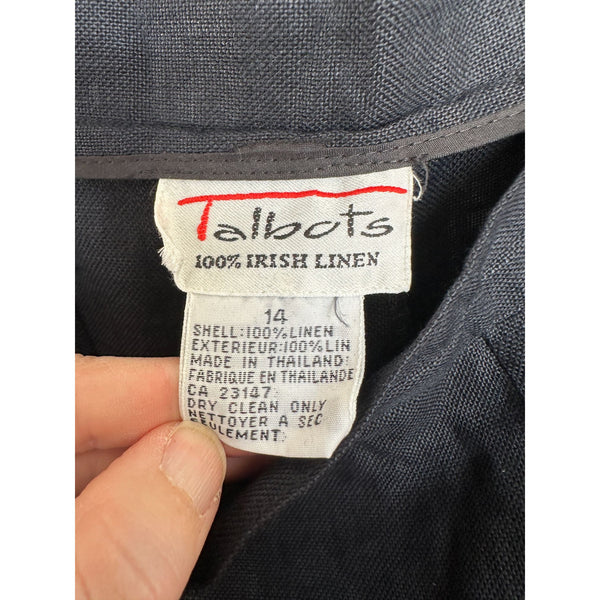 Talbots
100% IRISH LINEN
14
SHELL:100%LINEN
EXTERIEUR:100%LIN
MADE IN THAILAND:
FABRIQUE EN THAILANDE
CA 23147:
DRY CLEAN ONLY
NETTOYER A SEC
SEULEMENT: